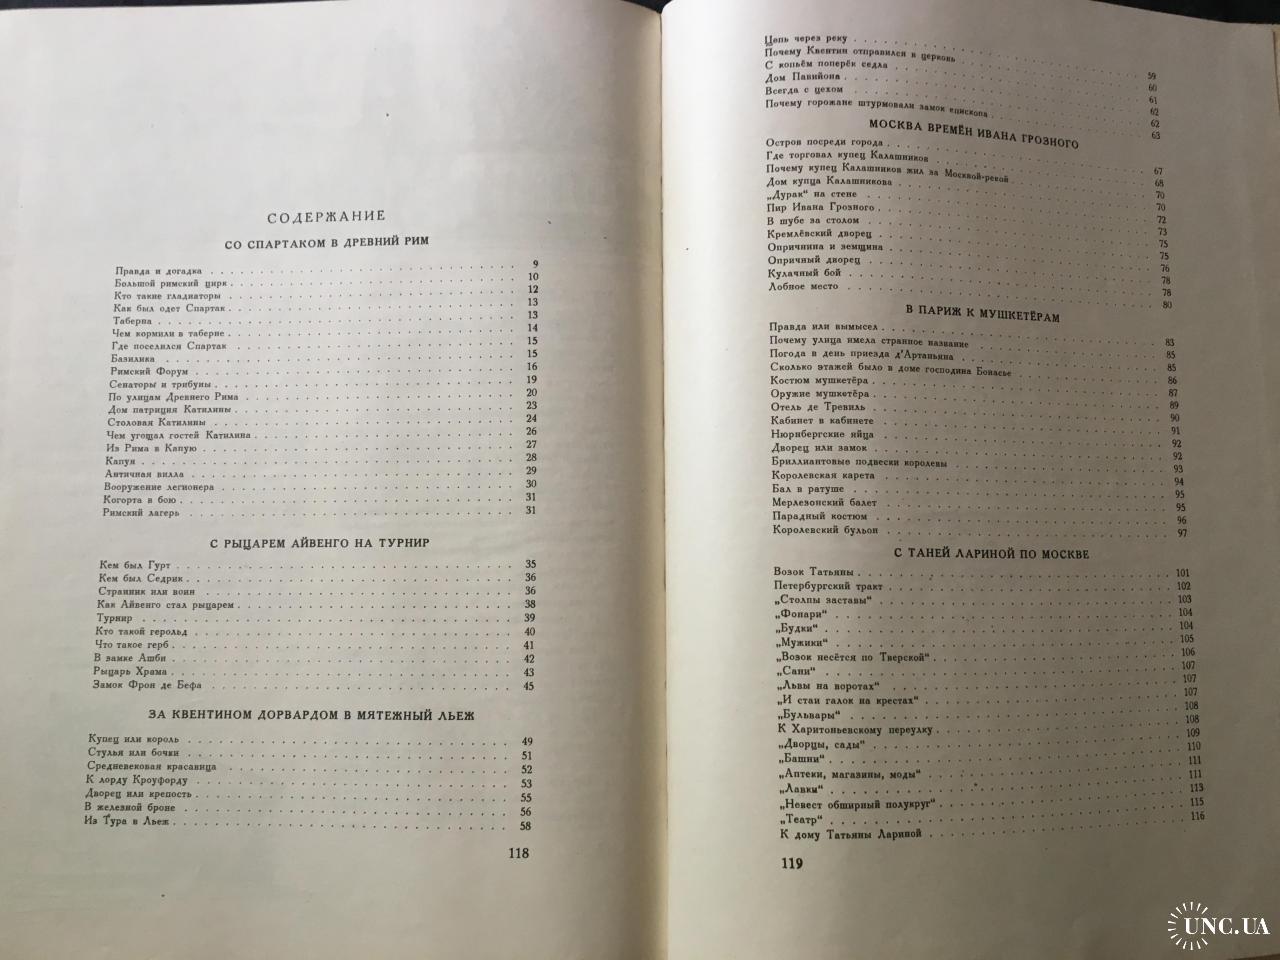 СОДЕРЖАНИЕ
СО СПАРТАКОМ В ДРЕВНИЙ РИМ
Правда и догадка 9
Большой римский цирк 10
Кто такие гладиаторы 12
Как был одет Спартак 13
Таберна 13
Чем кормили в таберне 14
Где поселился Спартак 15
Базилика 15
Римский Форум 16
Сенаторы и трибуны 19
По улицам Древнего Рима 20
Дом патриция Катилины 23
Столовая Катилины 24
Чем угощал гостей Катилина 26
Из Рима в Капую 27
Капуя 28
Античная вилла 29
Вооружение легионера 30
Когорта в бою 31
Римский лагерь 31
С РЫЦАРЕМ АЙВЕНГО НА ТУРНИР
Кем был Гурт 35
Кем был Седрик 36
Странник или воин 36
Как Айвенго стал рыцарем 38
Турнир 39
Кто такой герольд 40
Что такое герб 41
В замке Ашби 42
Рыцарь Храма 43
Замок Фрон де Бефа 45
ЗА КВЕНТИНОМ ДОРВАРДОМ В МЯТЕЖНЫЙ ЛЬЕЖ
Купец или король 49
Стулья или бочки 51
Средневековая красавица 52
К лорду Кроуфорду 53
Дворец или крепость 55
В железной броне 56
Из Тура в Льеж 58
118
Цепь через реку 59
Почему Квентин отправился в церковь 60
С копьём поперёк седла 61
Дом Павийона 62
Всегда с цехом 62
Почему горожане штурмовали замок епископа 63
МОСКВА ВРЕМЁН ИВАНА ГРОЗНОГО
Остров посреди города 67
Где торговал купец Калашников 68
Почему купец Калашников жил за Москвой-рекой 70
Дом купца Калашникова 70
„Дурак“ на стене 72
Пир Ивана Грозного 73
В шубе за столом 75
Кремлёвский дворец 75
Опричнина и земщина 76
Опричный дворец 78
Кулачный бой 78
Лобное место 80
В ПАРИЖ К МУШКЕТЁРАМ
Правда или вымысел 83
Почему улица имела странное название 85
Погода в день приезда д'Артаньяна 85
Сколько этажей было в доме господина Бонасье 86
Костюм мушкетёра 87
Оружие мушкетёра 89
Отель де Тревиль 90
Кабинет в кабинете 91
Нюрнбергские яйца 92
Дворец или замок 92
Бриллиантовые подвески королевы 93
Королевская карета 94
Бал в ратуше 95
Мерлезонский балет 95
Парадный костюм 96
Королевский бульон 97
С ТАНЕЙ ЛАРИНОЙ ПО МОСКВЕ
Возок Татьяны 101
Петербургский тракт 102
„Столпы заставы“ 103
„Фонари“ 104
„Будки“ 104
„Мужики“ 105
„Возок несётся по Тверской“ 106
„Сани“ 107
„Львы на воротах“ 107
„И стаи галок на крестах“ 107
„Бульвары“ 108
К Харитоньевскому переулку 108
„Дворцы, сады“ 109
„Башни“ 110
„Аптеки, магазины, моды“ 111
„Лавки“ 111
„Невест обширный полукруг“ 113
„Театр“ 115
К дому Татьяны Лариной 116
119
UNC.UA